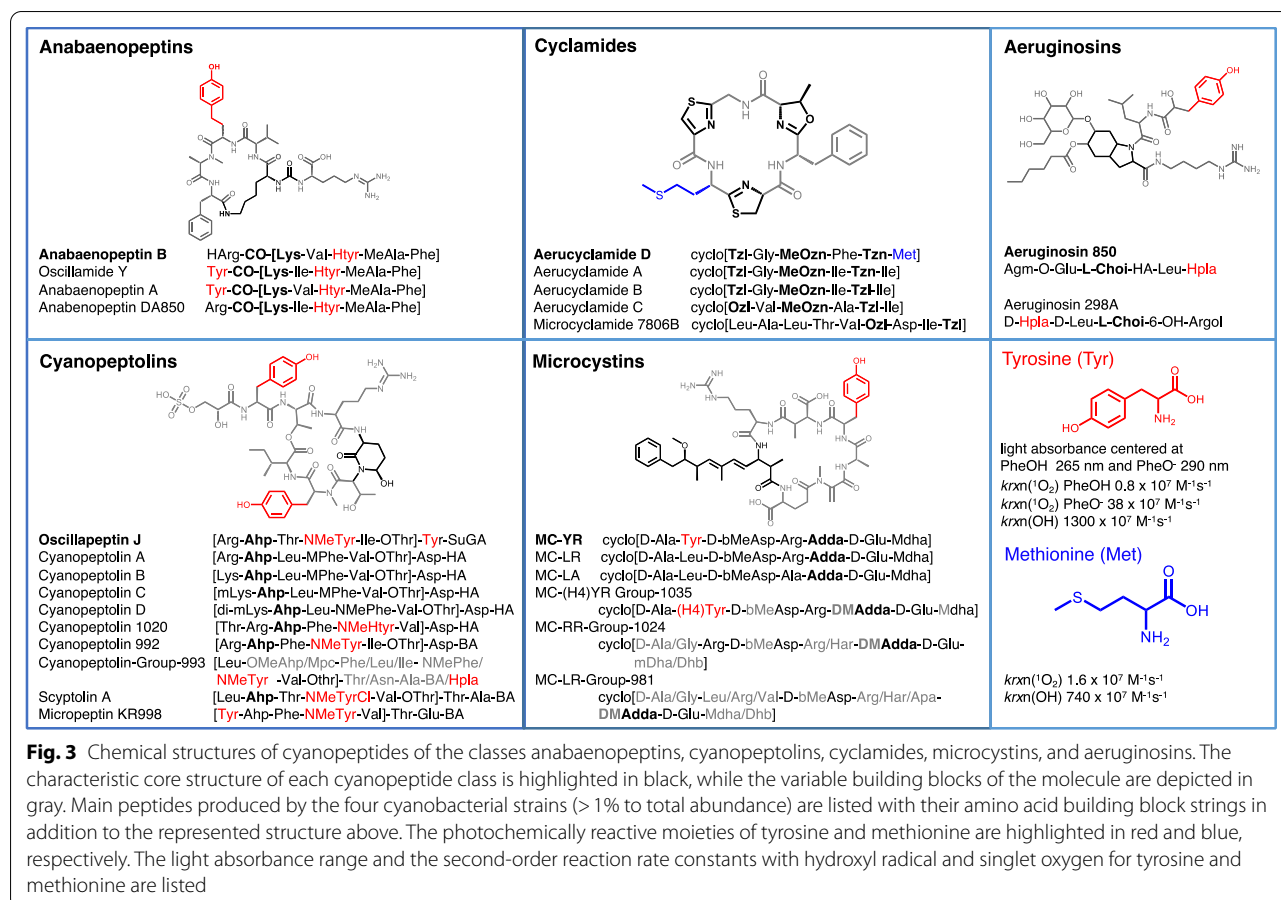 Anabaenopeptins
Anabaenopeptin B HArg-CO-[Lys-Val-Htyr-MeAla-Phe]
Oscillamide Y Tyr-CO-[Lys-Ile-Htyr-MeAla-Phe]
Anabaenopeptin A Tyr-CO-[Lys-Val-Htyr-MeAla-Phe]
Anabenopeptin DA850 Arg-CO-[Lys-Ile-Htyr-MeAla-Phe]
Cyclamides
Aerucyclamide D cyclo[Tzl-Gly-MeOzn-Phe-Tzn-Met]
Aerucyclamide A cyclo[Tzl-Gly-MeOzn-Ile-Tzn-Ile]
Aerucyclamide B cyclo[Tzl-Gly-MeOzn-Ile-Tzl-Ile]
Aerucyclamide C cyclo[Ozl-Val-MeOzn-Ala-Tzl-Ile]
Microcyclamide 7806B cyclo[Leu-Ala-Leu-Thr-Val-Ozl-Asp-Ile-Tzl]
Aeruginosins
Aeruginosin 850
Agm-O-Glu-L-Choi-HA-Leu-Hpla
Aeruginosin 298A
D-Hpla-D-Leu-L-Choi-6-OH-Argol
Cyanopeptolins
Oscillapeptin J [Arg-Ahp-Thr-NMeTyr-Ile-OThr]-Tyr-SuGA
Cyanopeptolin A [Arg-Ahp-Leu-MPhe-Val-OThr]-Asp-HA
Cyanopeptolin B [Lys-Ahp-Leu-MPhe-Val-OThr]-Asp-HA
Cyanopeptolin C [mLys-Ahp-Leu-MPhe-Val-OThr]-Asp-HA
Cyanopeptolin D [di-mLys-Ahp-Leu-NMePhe-Val-OThr]-Asp-HA
Cyanopeptolin 1020 [Thr-Arg-Ahp-Phe-NMeHtyr-Val]-Asp-HA
Cyanopeptolin 992 [Arg-Ahp-Phe-NMeTyr-Ile-OThr]-Asp-BA
Cyanopeptolin-Group-993 [Leu-OMeAhp/Mpc-Phe/Leu/Ile- NMePhe/
NMeTyr -Val-Othr]-Thr/Asn-Ala-BA/Hpla
Scyptolin A [Leu-Ahp-Thr-NMeTyrCl-Val-OThr]-Thr-Ala-BA
Micropeptin KR998 [Tyr-Ahp-Phe-NMeTyr-Val]-Thr-Glu-BA
Microcystins
MC-YR cyclo[D-Ala-Tyr-D-bMeAsp-Arg-Adda-D-Glu-Mdha]
MC-LR cyclo[D-Ala-Leu-D-bMeAsp-Arg-Adda-D-Glu-Mdha]
MC-LA cyclo[D-Ala-Leu-D-bMeAsp-Ala-Adda-D-Glu-Mdha]
MC-(H4)YR Group-1035
cyclo[D-Ala-(H4)Tyr-D-bMeAsp-Arg-DMAdda-D-Glu-Mdha]
MC-RR-Group-1024
cyclo[D-Ala/Gly-Arg-D-bMeAsp-Arg/Har-DMAdda-D-Glu-
mDha/Dhb]
MC-LR-Group-981
cyclo[D-Ala/Gly-Leu/Arg/Val-D-bMeAsp-Arg/Har/Apa-
DMAdda-D-Glu-Mdha/Dhb]
Tyrosine (Tyr)
light absorbance centered at
PheOH 265 nm and PheO⁻ 290 nm
krxn(¹O₂) PheOH 0.8 x 10⁷ M⁻¹s⁻¹
krxn(¹O₂) PheO⁻ 38 x 10⁷ M⁻¹s⁻¹
krxn(OH) 1300 x 10⁷ M⁻¹s⁻¹
Methionine (Met)
krxn(¹O₂) 1.6 x 10⁷ M⁻¹s⁻¹
krxn(OH) 740 x 10⁷ M⁻¹s⁻¹
Fig. 3 Chemical structures of cyanopeptides of the classes anabaenopeptins, cyanopeptolins, cyclamides, microcystins, and aeruginosins. The
characteristic core structure of each cyanopeptide class is highlighted in black, while the variable building blocks of the molecule are depicted in
gray. Main peptides produced by the four cyanobacterial strains (> 1% to total abundance) are listed with their amino acid building block strings in
addition to the represented structure above. The photochemically reactive moieties of tyrosine and methionine are highlighted in red and blue,
respectively. The light absorbance range and the second-order reaction rate constants with hydroxyl radical and singlet oxygen for tyrosine and
methionine are listed